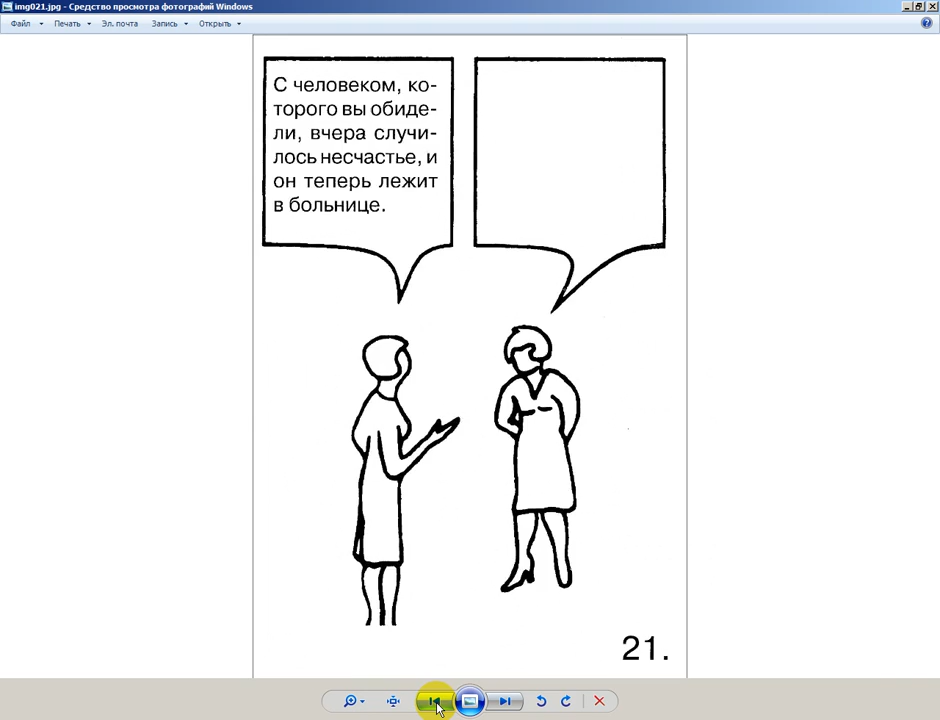 img021.jpg - Средство просмотра фотографий Windows
Файл Печать Эл. почта Запись Открыть
С человеком, ко-
торого вы обиде-
ли, вчера случи-
лось несчастье, и
он теперь лежит
в больнице.
21.